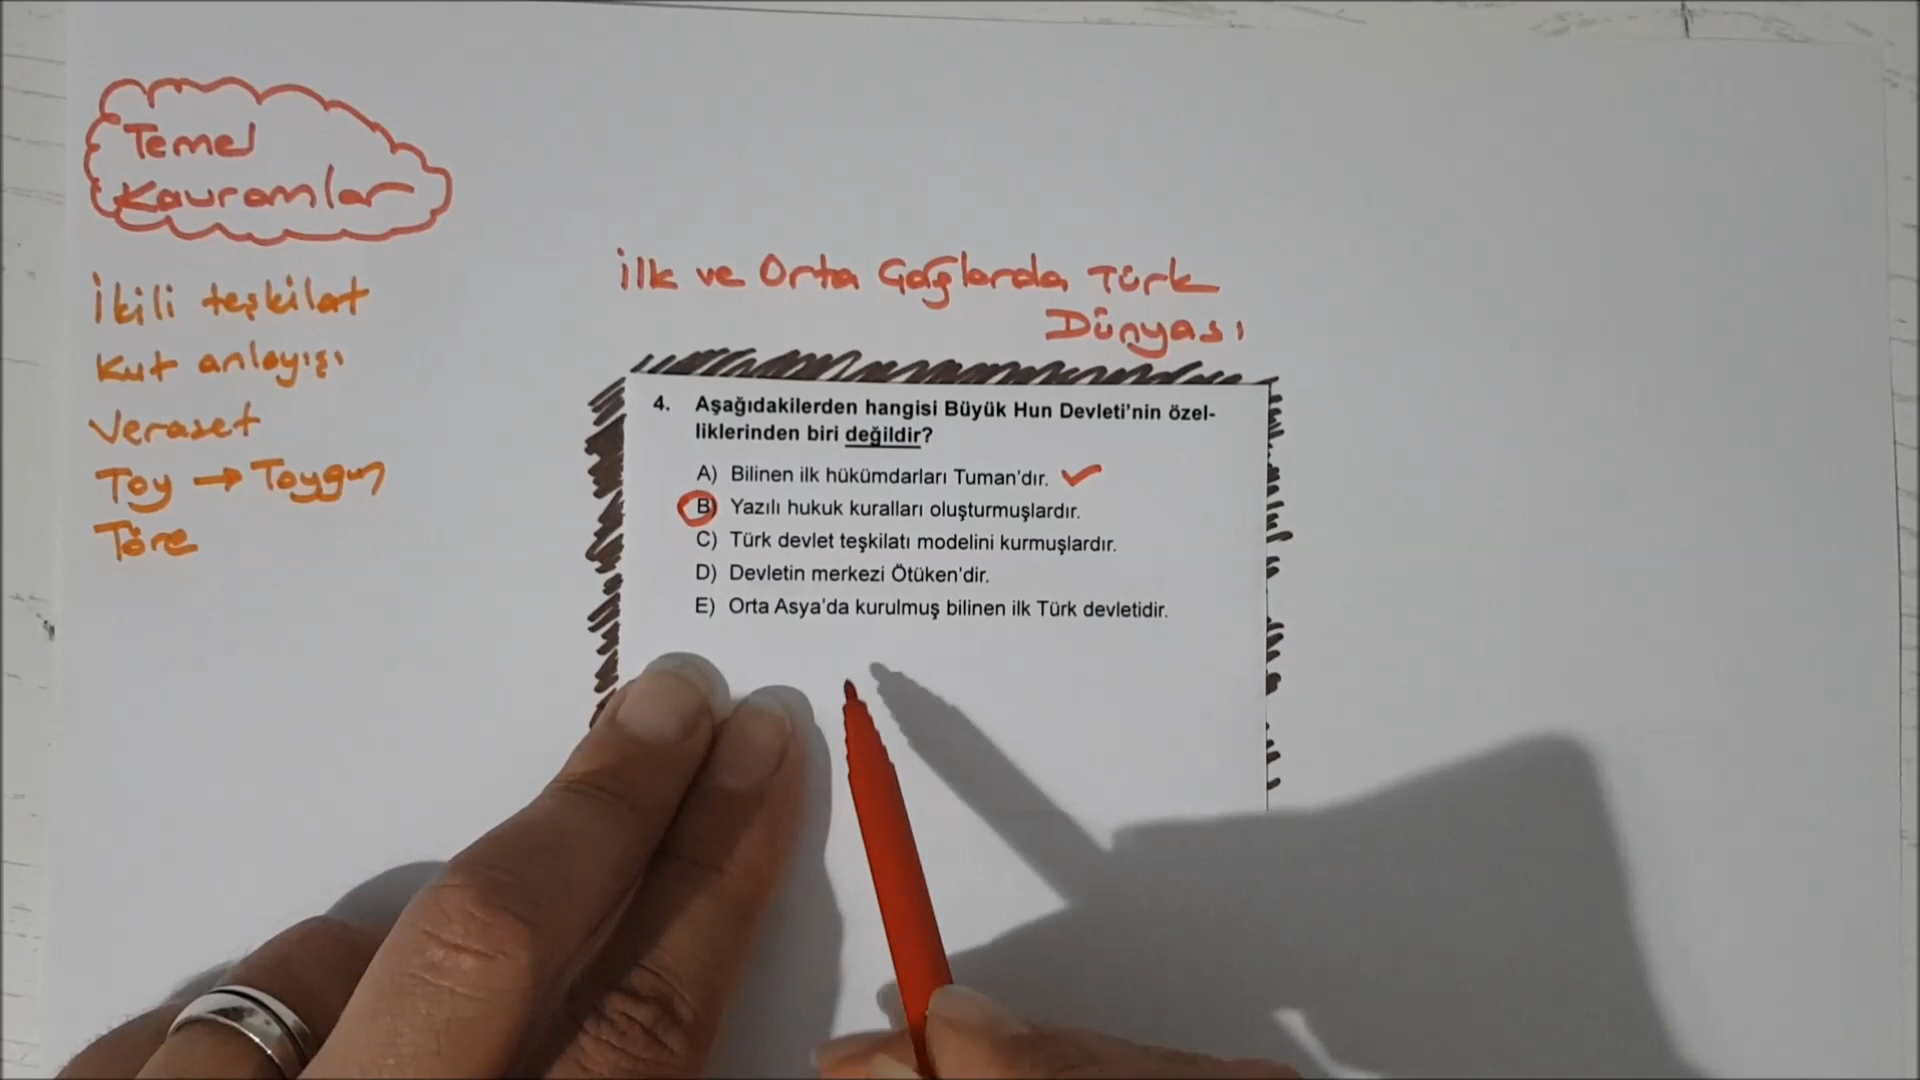 Temel
Kavramlar
İkili teşkilat
Kut anlayışı
Veraset
Toy → Toygun
Töre
İlk ve Orta Çağlarda Türk
Dünyası
4. Aşağıdakilerden hangisi Büyük Hun Devleti'nin özel-
liklerinden biri değildir?
A) Bilinen ilk hükümdarları Tuman'dır. ✓
B) Yazılı hukuk kuralları oluşturmuşlardır.
C) Türk devlet teşkilatı modelini kurmuşlardır.
D) Devletin merkezi Ötüken'dir.
E) Orta Asya'da kurulmuş bilinen ilk Türk devletidir.